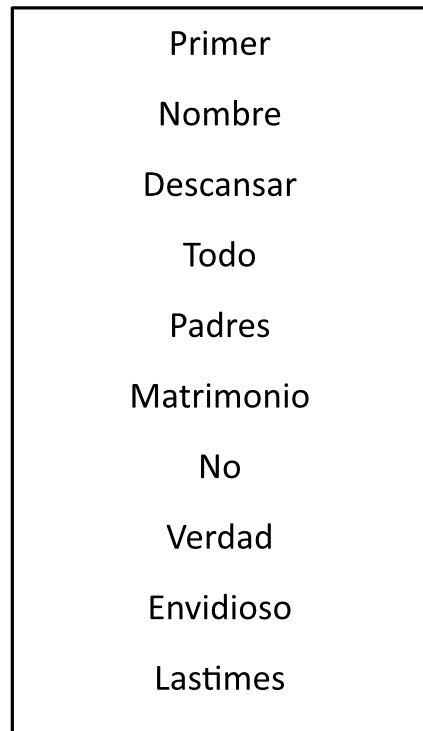 Primer
Nombre
Descansar
Todo
Padres
Matrimonio
No
Verdad
Envidioso
Lastimes